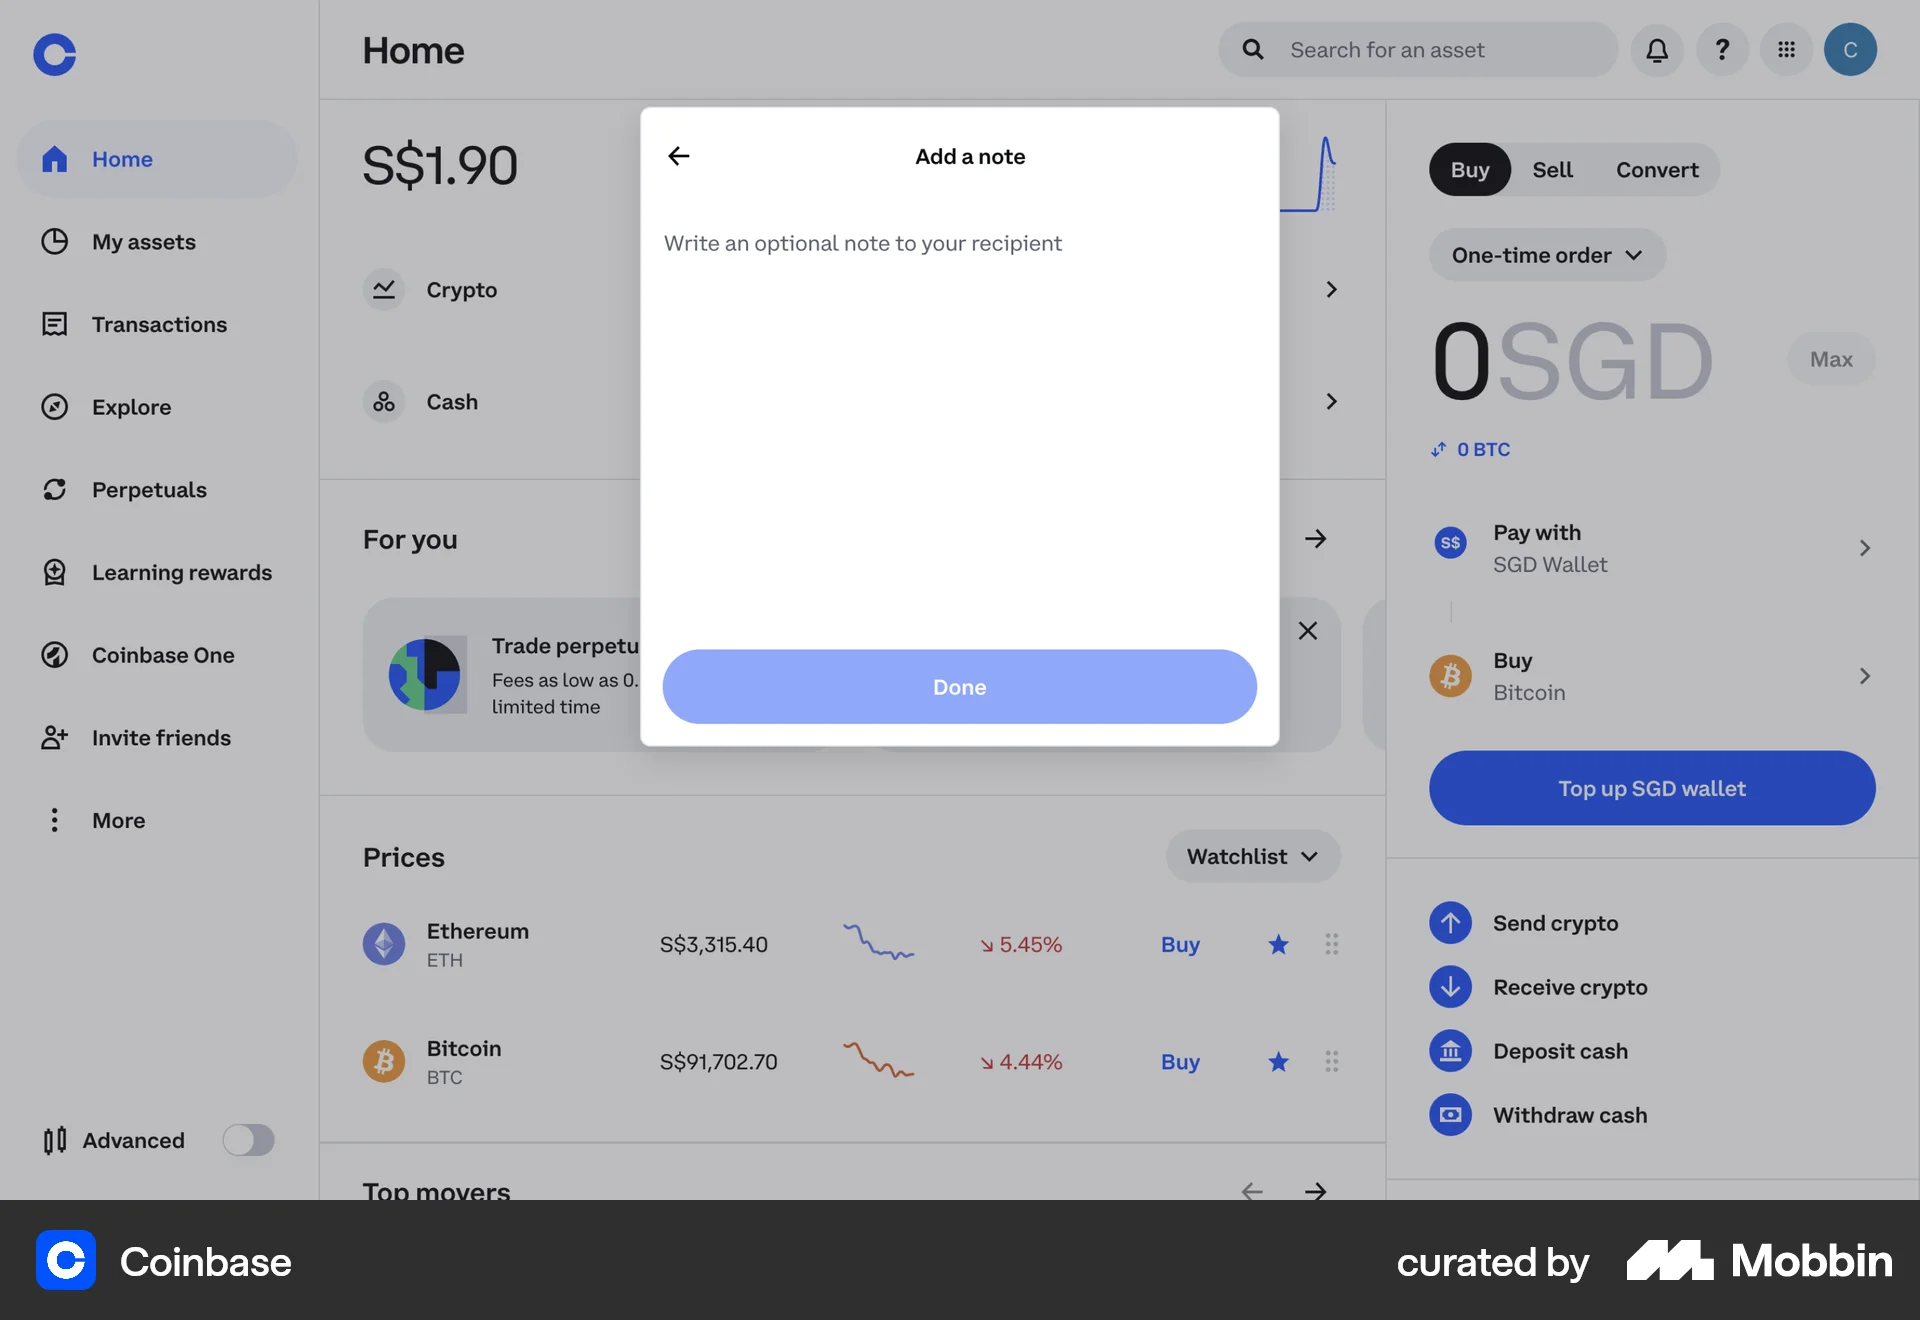 Home
Search for an asset
C
Home
My assets
Transactions
Explore
Perpetuals
Learning rewards
Coinbase One
Invite friends
More
Advanced
S$1.90
Crypto
Cash
For you
Trade perpetu
Fees as low as 0.
limited time
Prices
Watchlist
Ethereum
ETH
S$3,315.40
5.45%
Buy
Bitcoin
BTC
S$91,702.70
4.44%
Buy
Top movers
Add a note
Write an optional note to your recipient
Done
Buy
Sell
Convert
One-time order
0SGD
Max
0 BTC
S$
Pay with
SGD Wallet
Buy
Bitcoin
Top up SGD wallet
Send crypto
Receive crypto
Deposit cash
Withdraw cash
Coinbase
curated by
Mobbin